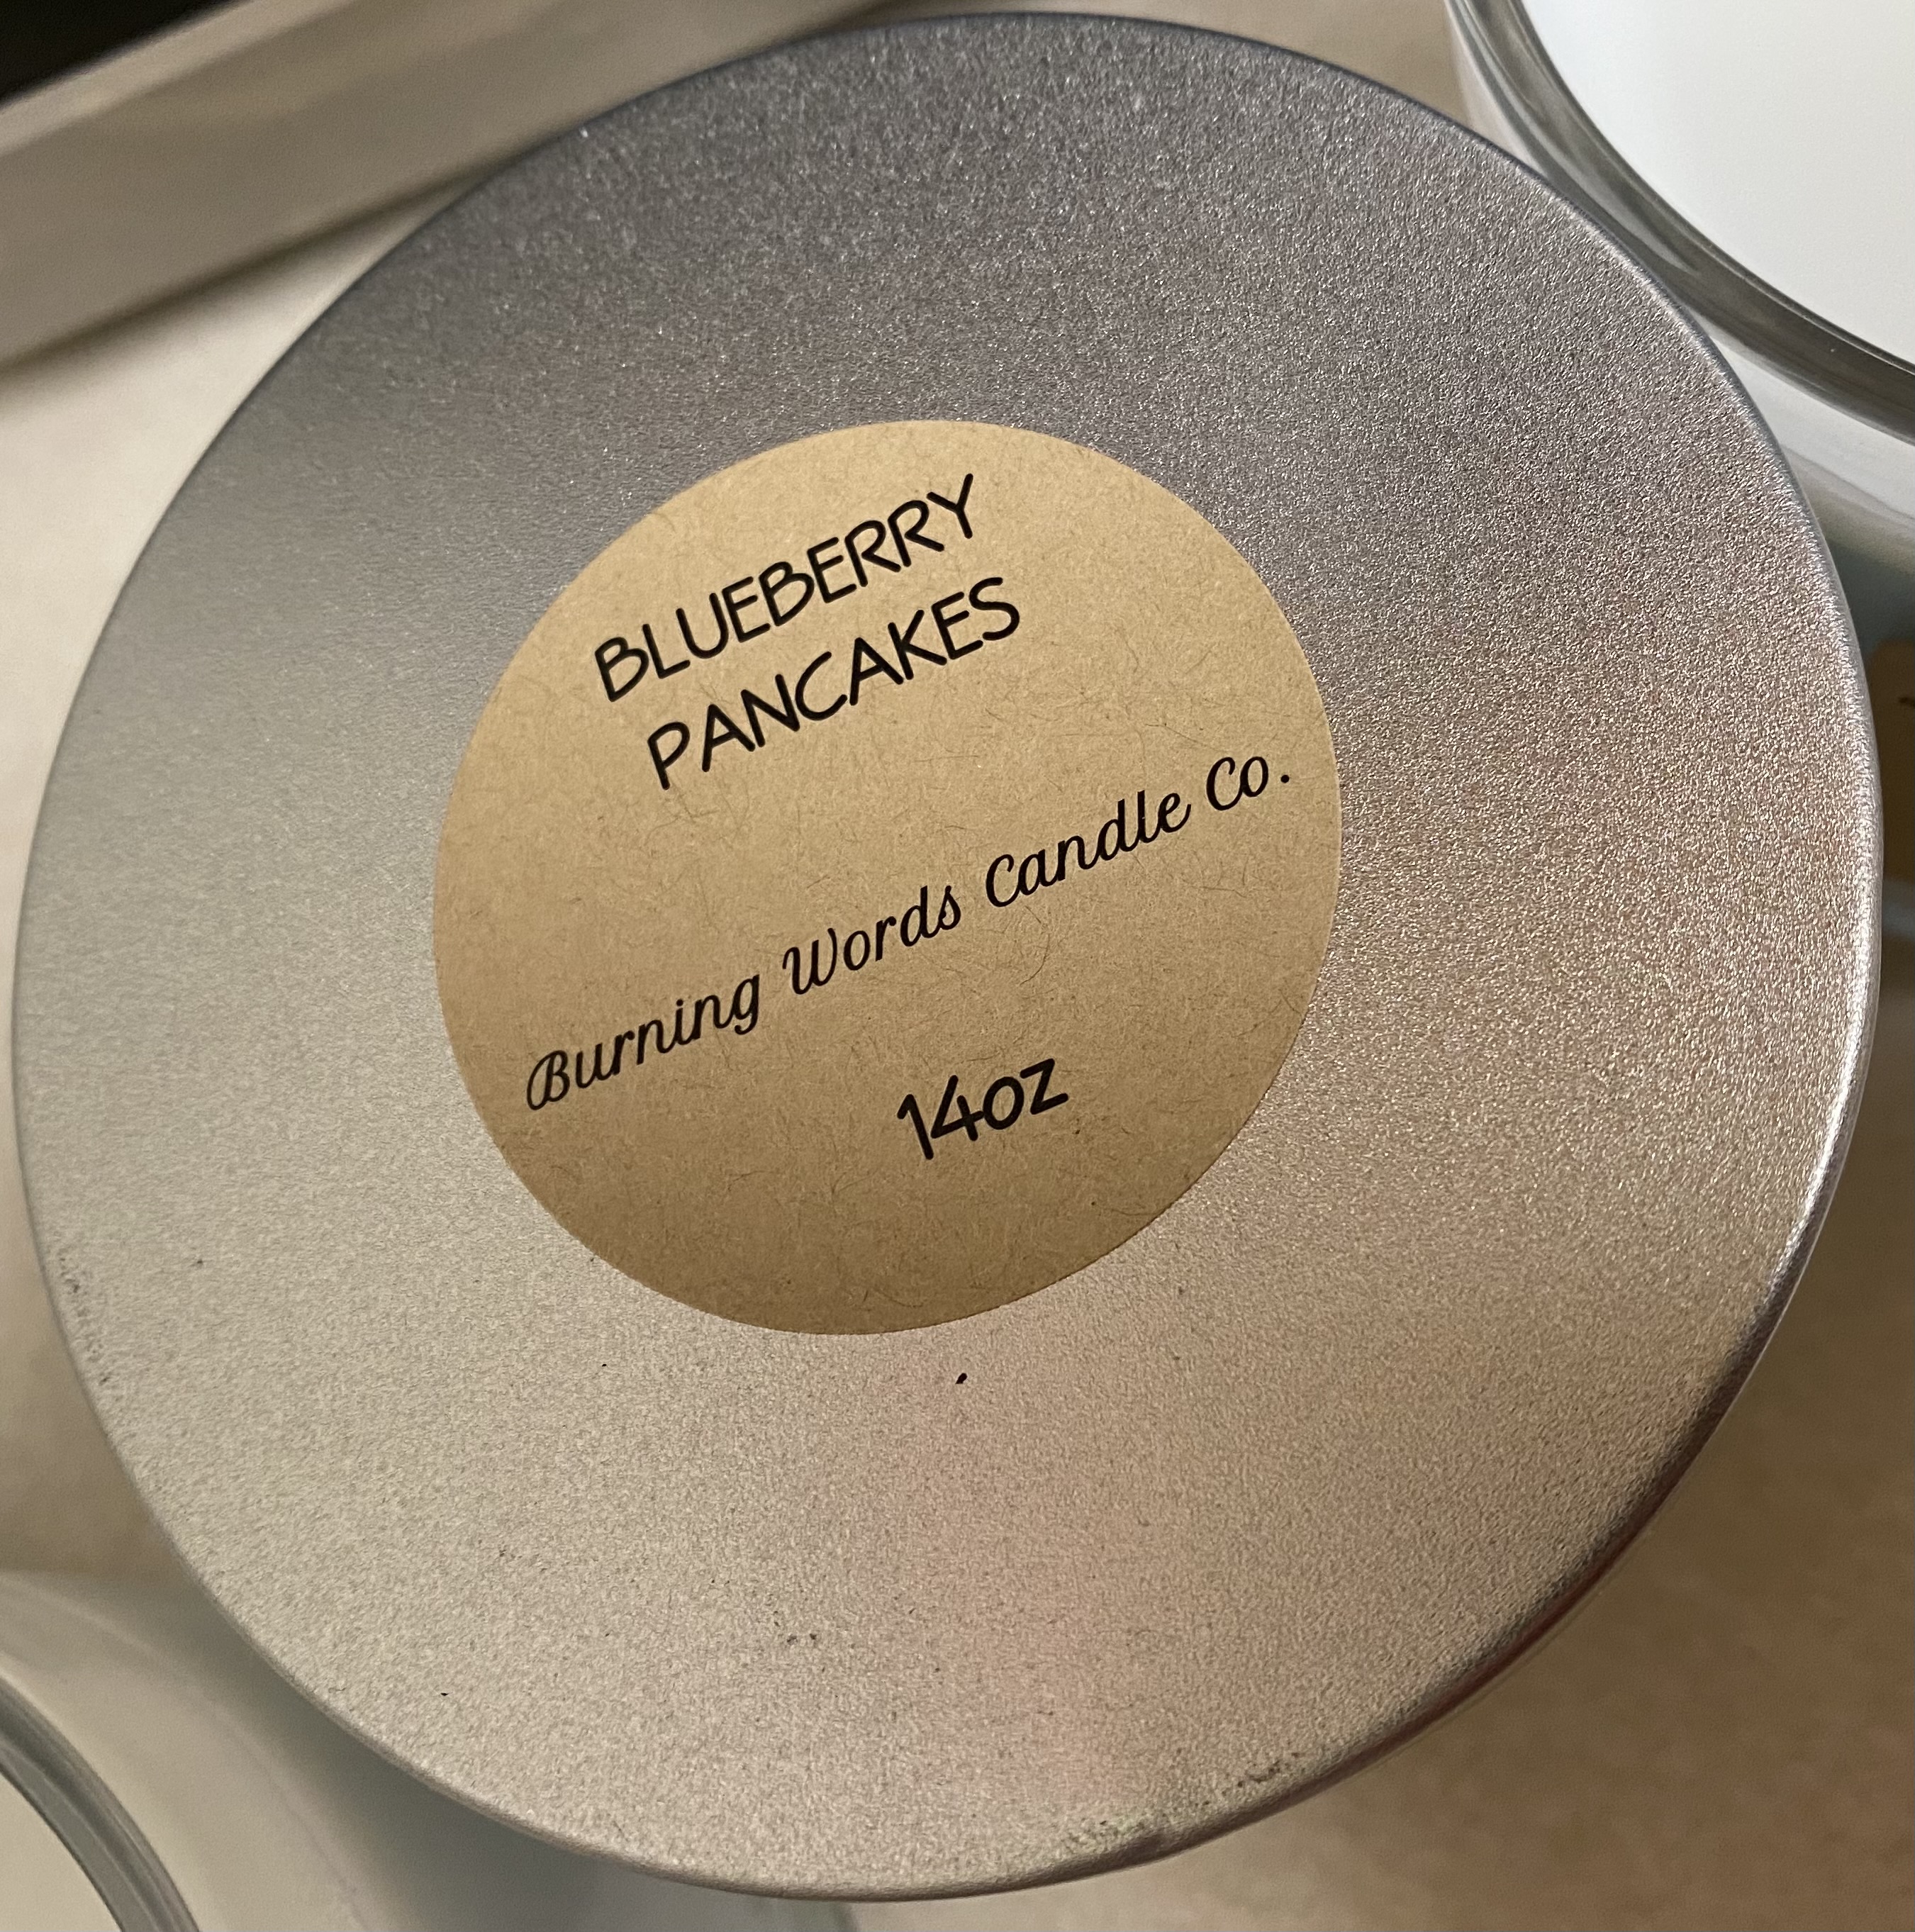 BLUEBERRY
PANCAKES
Burning Words Candle Co.
14oz